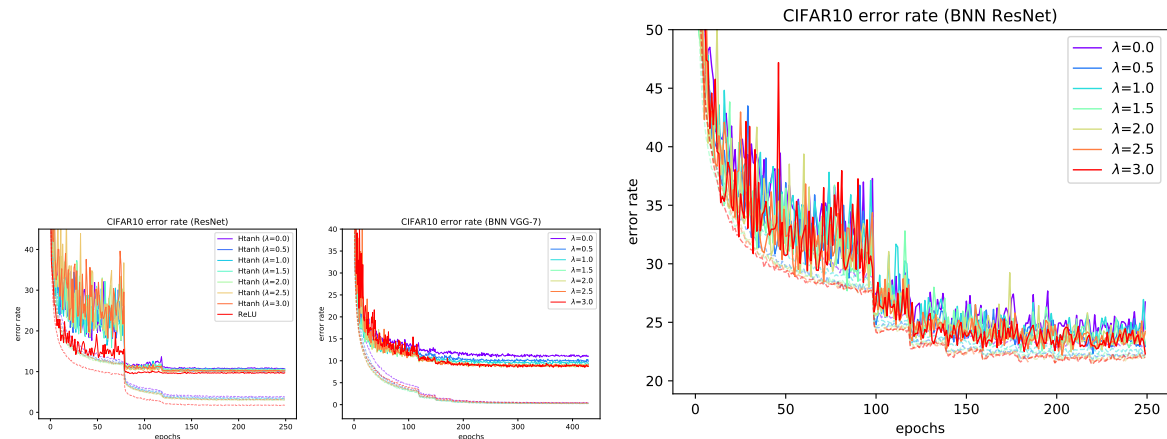 CIFAR10 error rate (ResNet)
45
40
30
20
10
0
error rate
0
50
100
150
200
250
epochs
Htanh (λ=0.0)
Htanh (λ=0.5)
Htanh (λ=1.0)
Htanh (λ=1.5)
Htanh (λ=2.0)
Htanh (λ=2.5)
Htanh (λ=3.0)
ReLU
CIFAR10 error rate (BNN VGG-7)
40
35
30
25
20
15
10
5
0
error rate
0
100
200
300
400
epochs
λ=0.0
λ=0.5
λ=1.0
λ=1.5
λ=2.0
λ=2.5
λ=3.0
CIFAR10 error rate (BNN ResNet)
50
45
40
35
30
25
20
error rate
0
50
100
150
200
250
epochs
λ=0.0
λ=0.5
λ=1.0
λ=1.5
λ=2.0
λ=2.5
λ=3.0